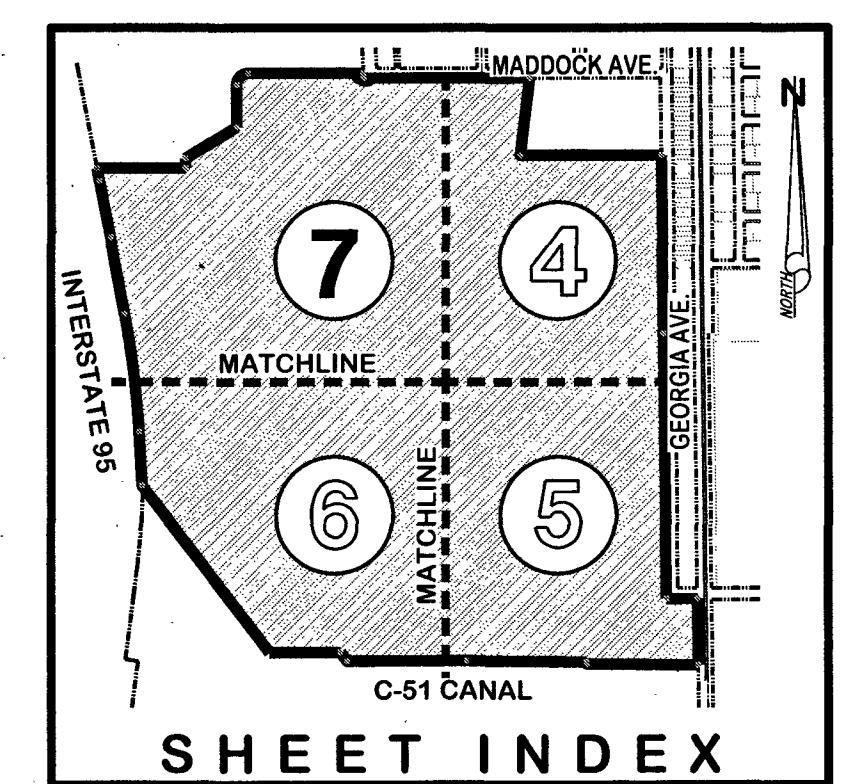 MADDOCK AVE.
N
NORTH
7
4
INTERSTATE 95
MATCHLINE
GEORGIA AVE.
6
MATCHLINE
5
C-51 CANAL
SHEET INDEX